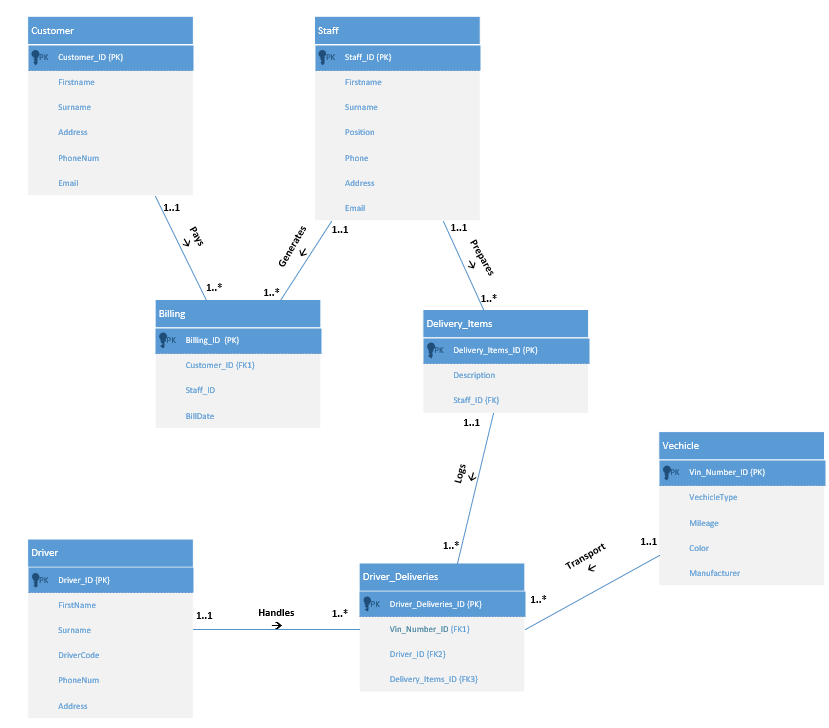 Customer
PK Customer_ID {PK}
Firstname
Surname
Address
PhoneNum
Email
Staff
PK Staff_ID {PK}
Firstname
Surname
Position
Phone
Address
Email
1..1
Pays
1..*
1..1
Generates
1..*
1..1
Prepares
1..*
Billing
PK Billing_ID {PK}
Customer_ID {FK1}
Staff_ID
BillDate
Delivery_Items
PK Delivery_Items_ID {PK}
Description
Staff_ID {FK}
1..1
Logs
1..*
Vechicle
PK Vin_Number_ID {PK}
VechicleType
Mileage
Color
Manufacturer
1..1
Transport
1..*
Driver
PK Driver_ID {PK}
FirstName
Surname
DriverCode
PhoneNum
Address
1..1
Handles
1..*
Driver_Deliveries
PK Driver_Deliveries_ID {PK}
Vin_Number_ID {FK1}
Driver_ID {FK2}
Delivery_Items_ID {FK3}